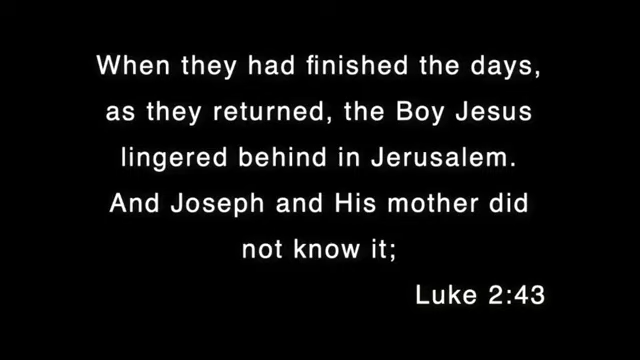 When they had finished the days,
as they returned, the Boy Jesus
lingered behind in Jerusalem.
And Joseph and His mother did
not know it;
Luke 2:43